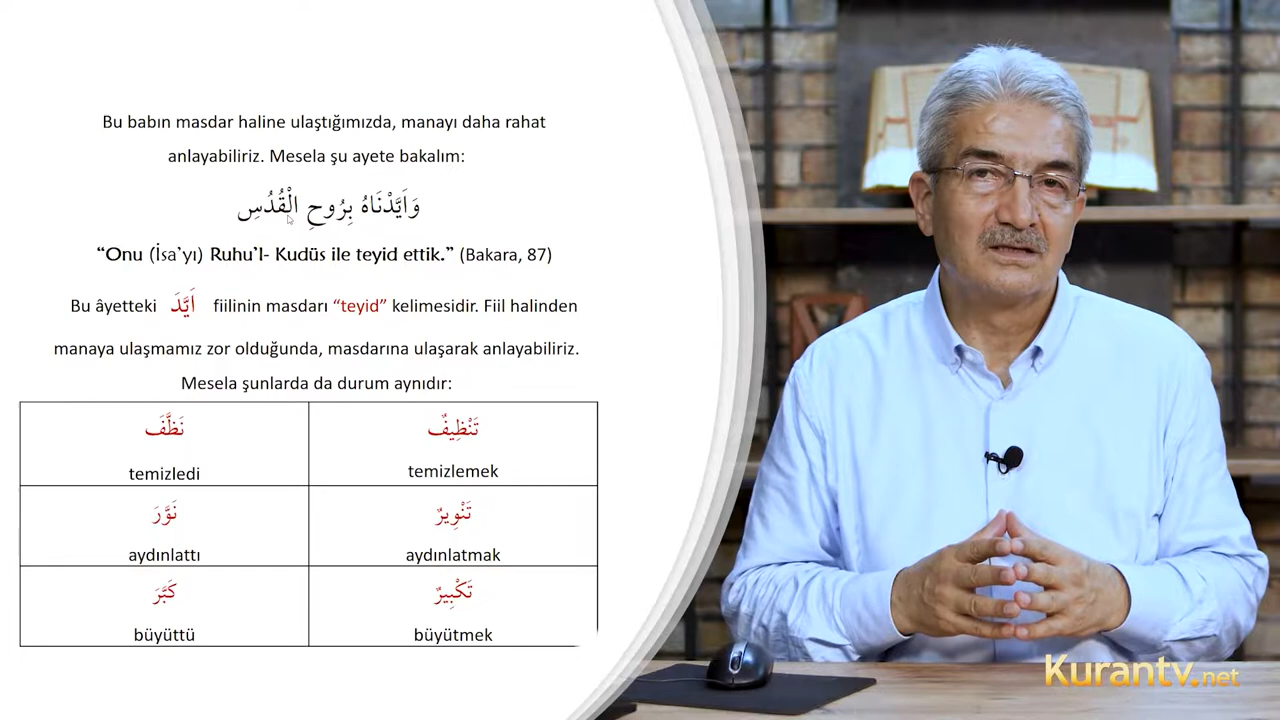 Bu babın masdar haline ulaştığımızda, manayı daha rahat
anlayabiliriz. Mesela şu ayete bakalım:
وَاَيَّدْنَاهُ بِرُوحِ الْقُدُسِ
“Onu (İsa’yı) Ruhu’l- Kudüs ile teyid ettik.” (Bakara, 87)
Bu âyetteki اَيَّدَ fiilinin masdarı “teyid” kelimesidir. Fiil halinden
manaya ulaşmamız zor olduğunda, masdarına ulaşarak anlayabiliriz.
Mesela şunlarda da durum aynıdır:
نَظَّفَ تَنْظِيفٌ
temizledi temizlemek
نَوَّرَ تَنْوِيرٌ
aydınlattı aydınlatmak
كَبَّرَ تَكْبِيرٌ
büyüttü büyütmek
Kurantv.net